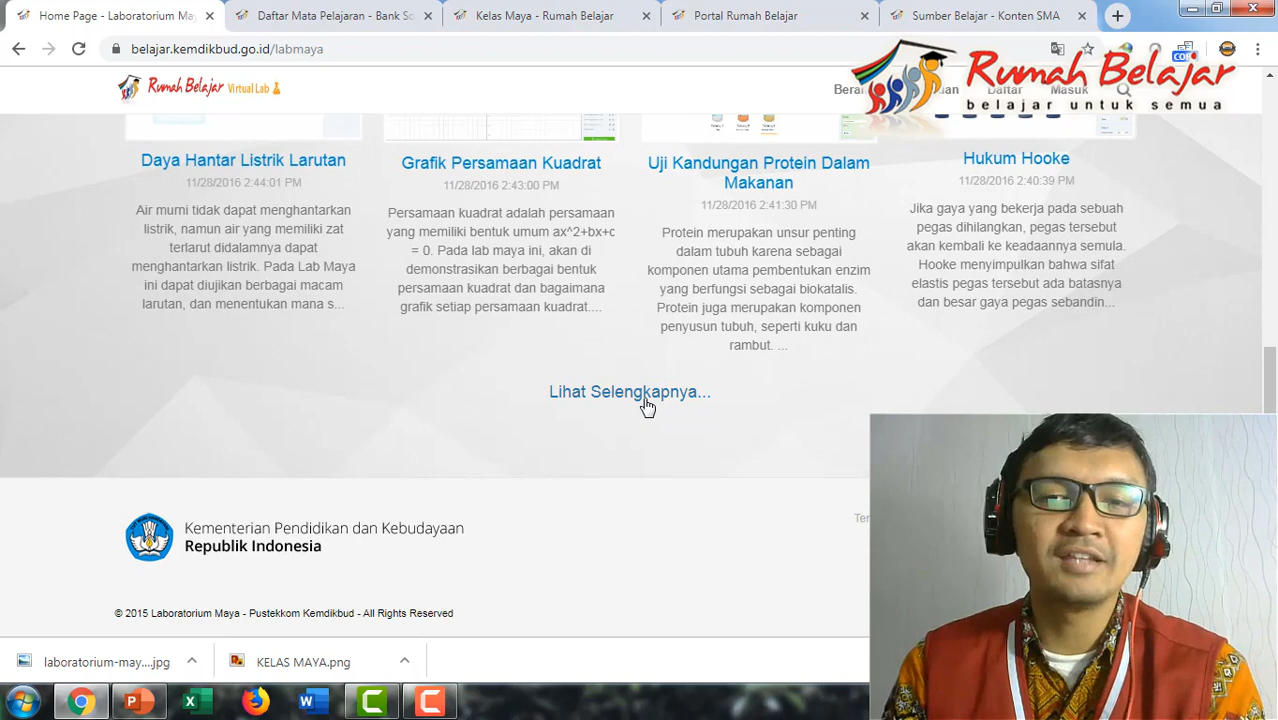 Home Page - Laboratorium Ma
Daftar Mata Pelajaran - Bank So
Kelas Maya - Rumah Belajar
Portal Rumah Belajar
Sumber Belajar - Konten SMA
belajar.kemdikbud.go.id/labmaya
Rumah Belajar Virtual Lab
Daftar
Masuk
Rumah Belajar
belajar untuk semua
Daya Hantar Listrik Larutan
11/28/2016 2:44:01 PM
Air murni tidak dapat menghantarkan
listrik, namun air yang memiliki zat
terlarut didalamnya dapat
menghantarkan listrik. Pada Lab Maya
ini dapat diujikan berbagai macam
larutan, dan menentukan mana s...
Grafik Persamaan Kuadrat
11/28/2016 2:43:00 PM
Persamaan kuadrat adalah persamaan
yang memiliki bentuk umum ax^2+bx+c
= 0. Pada lab maya ini, akan di
demonstrasikan berbagai bentuk
persamaan kuadrat dan bagaimana
grafik setiap persamaan kuadrat....
Uji Kandungan Protein Dalam
Makanan
11/28/2016 2:41:30 PM
Protein merupakan unsur penting
dalam tubuh karena sebagai
komponen utama pembentukan enzim
yang berfungsi sebagai biokatalis.
Protein juga merupakan komponen
penyusun tubuh, seperti kuku dan
rambut. ...
Hukum Hooke
11/28/2016 2:40:39 PM
Jika gaya yang bekerja pada sebuah
pegas dihilangkan, pegas tersebut
akan kembali ke keadaannya semula.
Hooke menyimpulkan bahwa sifat
elastis pegas tersebut ada batasnya
dan besar gaya pegas sebandin...
Lihat Selengkapnya...
Kementerian Pendidikan dan Kebudayaan
Republik Indonesia
© 2015 Laboratorium Maya - Pustekkom Kemdikbud - All Rights Reserved
laboratorium-may....jpg
KELAS MAYA.png